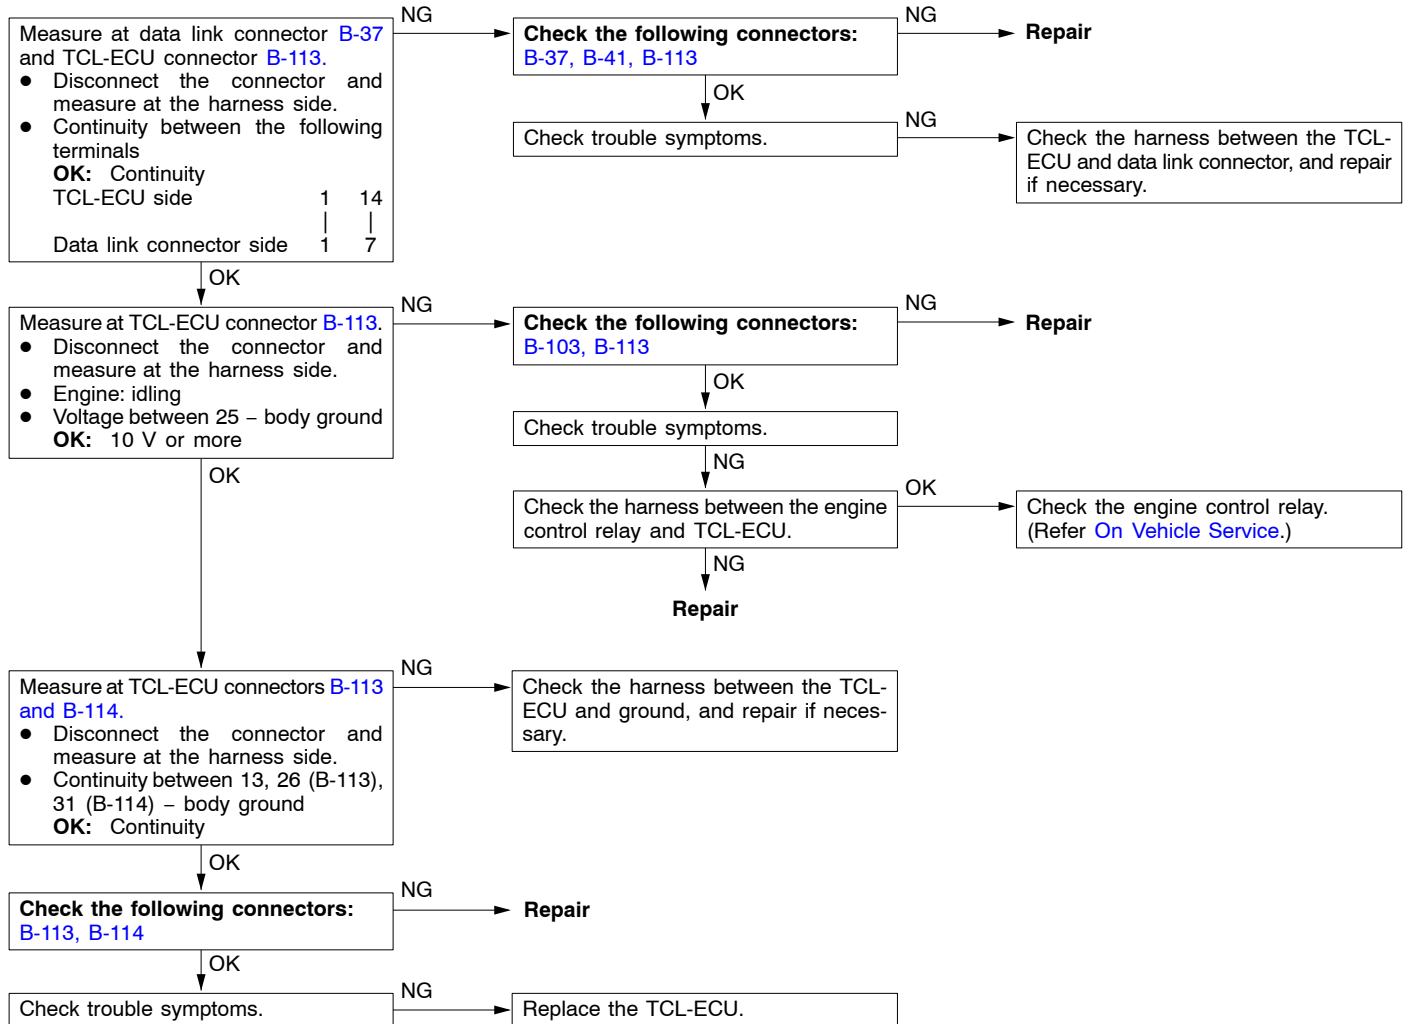 Measure at data link connector B-37
and TCL-ECU connector B-113.
● Disconnect the connector and
measure at the harness side.
● Continuity between the following
terminals
OK: Continuity
TCL-ECU side 1 14
| |
Data link connector side 1 7
NG
Check the following connectors:
B-37, B-41, B-113
NG
Repair
OK
Check trouble symptoms.
NG
Check the harness between the TCL-
ECU and data link connector, and repair
if necessary.
OK
Measure at TCL-ECU connector B-113.
● Disconnect the connector and
measure at the harness side.
● Engine: idling
● Voltage between 25 – body ground
OK: 10 V or more
NG
Check the following connectors:
B-103, B-113
NG
Repair
OK
Check trouble symptoms.
NG
Check the harness between the engine
control relay and TCL-ECU.
OK
Check the engine control relay.
(Refer On Vehicle Service.)
NG
Repair
OK
Measure at TCL-ECU connectors B-113
and B-114.
● Disconnect the connector and
measure at the harness side.
● Continuity between 13, 26 (B-113),
31 (B-114) – body ground
OK: Continuity
NG
Check the harness between the TCL-
ECU and ground, and repair if neces-
sary.
OK
Check the following connectors:
B-113, B-114
NG
Repair
OK
Check trouble symptoms.
NG
Replace the TCL-ECU.